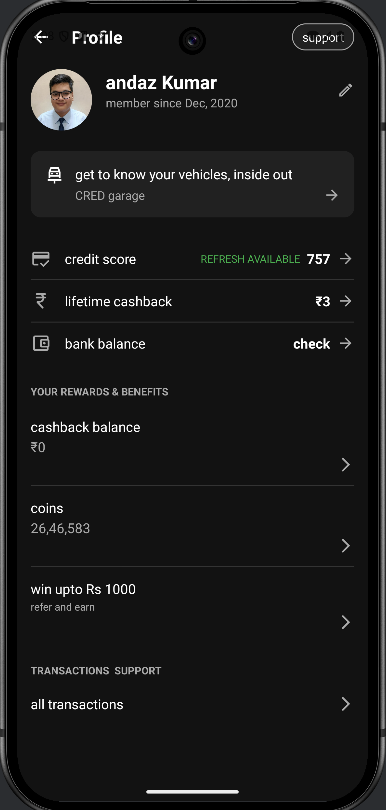 Profile
support
andaz Kumar
member since Dec, 2020
get to know your vehicles, inside out
CRED garage
credit score REFRESH AVAILABLE 757
lifetime cashback ₹3
bank balance check
YOUR REWARDS & BENEFITS
cashback balance
₹0
coins
26,46,583
win upto Rs 1000
refer and earn
TRANSACTIONS SUPPORT
all transactions